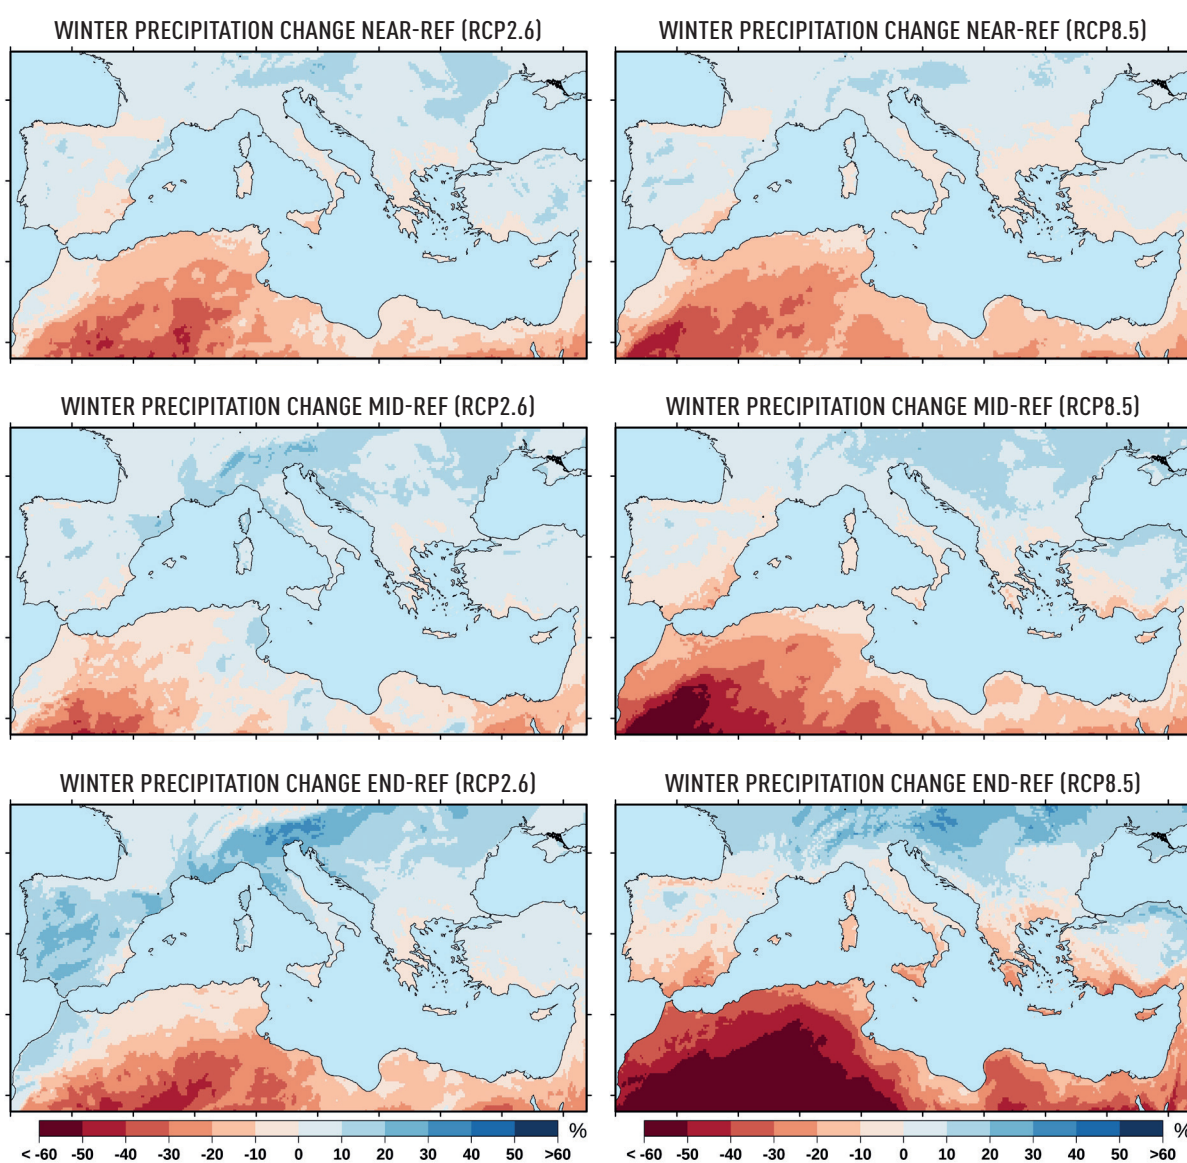 WINTER PRECIPITATION CHANGE NEAR-REF (RCP2.6)
WINTER PRECIPITATION CHANGE NEAR-REF (RCP8.5)
WINTER PRECIPITATION CHANGE MID-REF (RCP2.6)
WINTER PRECIPITATION CHANGE MID-REF (RCP8.5)
WINTER PRECIPITATION CHANGE END-REF (RCP2.6)
WINTER PRECIPITATION CHANGE END-REF (RCP8.5)
%
< -60 -50 -40 -30 -20 -10 0 10 20 30 40 50 >60
%
< -60 -50 -40 -30 -20 -10 0 10 20 30 40 50 >60